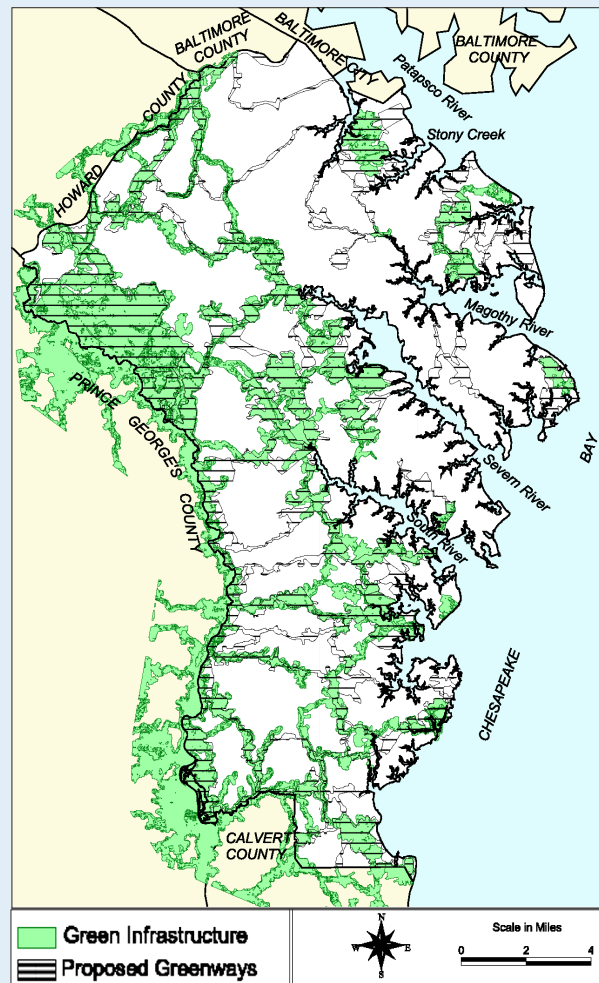 BALTIMORE
COUNTY
BALTIMORE CITY
BALTIMORE
COUNTY
Patapsco River
Stony Creek
HOWARD COUNTY
Magothy River
PRINCE GEORGE'S COUNTY
BAY
Severn River
South River
CHESAPEAKE
CALVERT
COUNTY
Green Infrastructure
Proposed Greenways
N
W E
S
Scale in Miles
0 2 4